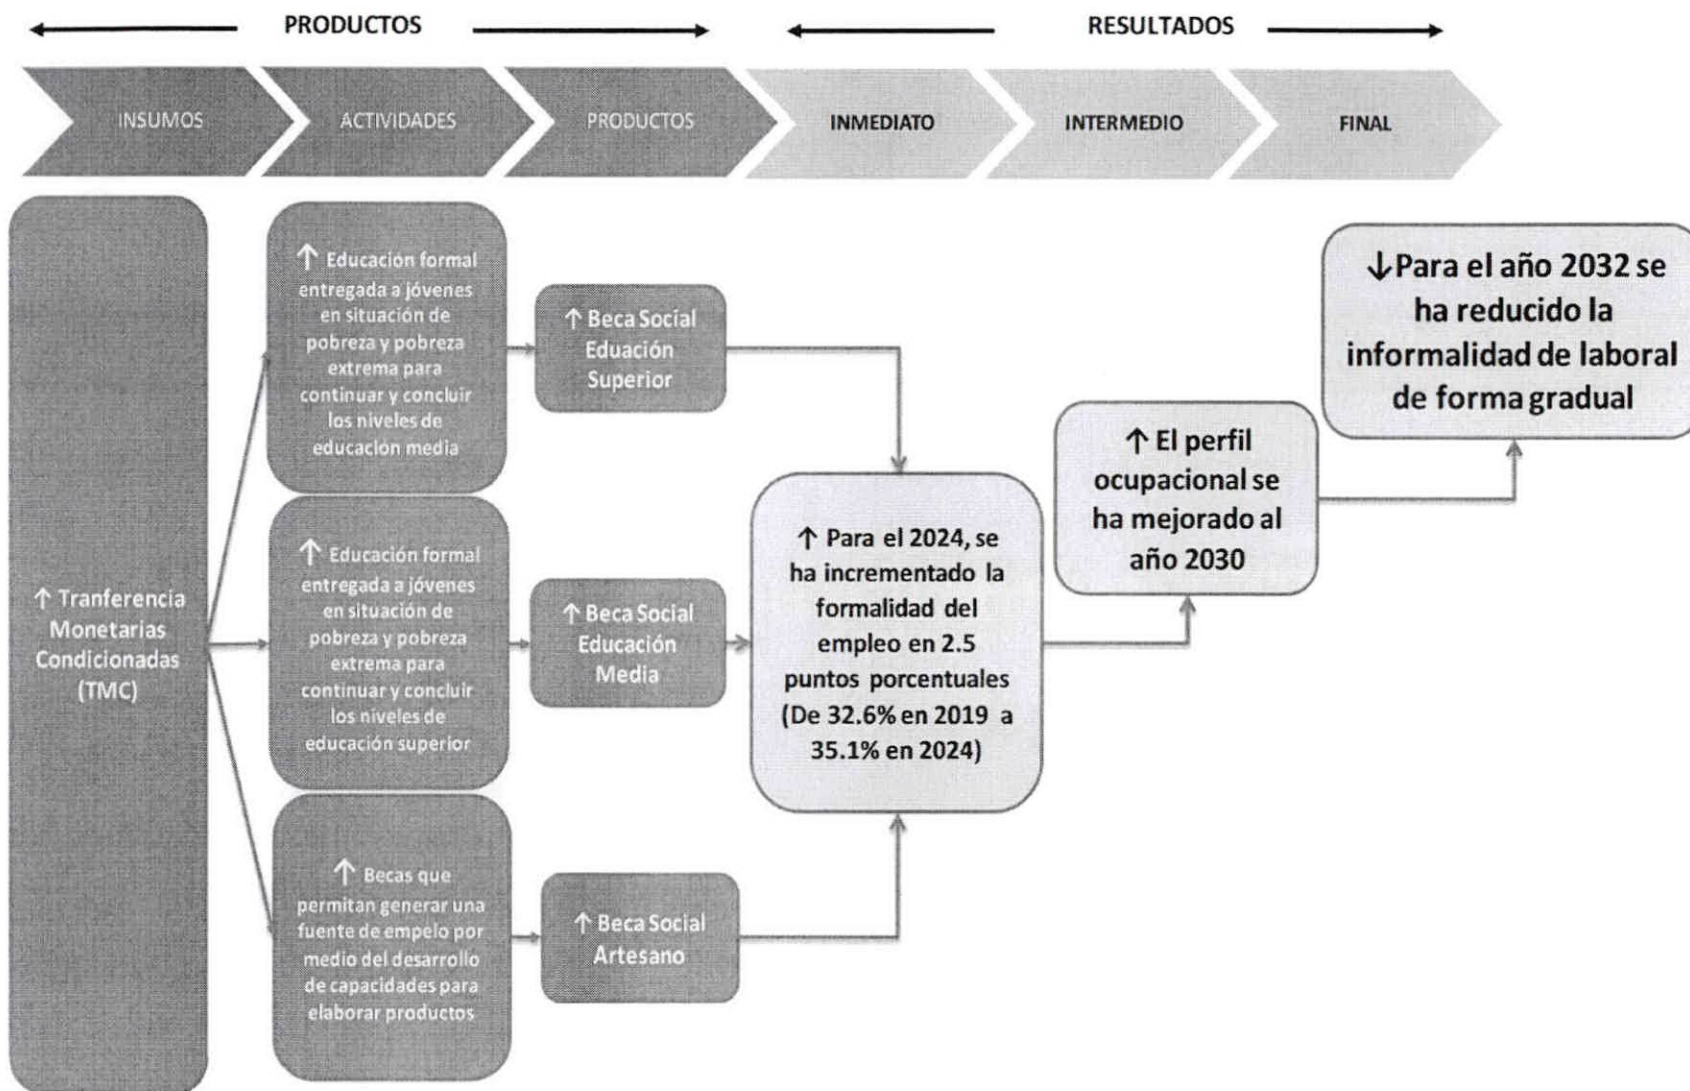 PRODUCTOS
RESULTADOS
INSUMOS
ACTIVIDADES
PRODUCTOS
INMEDIATO
INTERMEDIO
FINAL
↑ Tranferencia
Monetarias
Condicionadas
(TMC)
↑ Educación formal
entregada a jóvenes
en situación de
pobreza y pobreza
extrema para
continuar y concluir
los niveles de
educación media
↑ Beca Social
Eduación
Superior
↑ Educación formal
entregada a jóvenes
en situación de
pobreza y pobreza
extrema para
continuar y concluir
los niveles de
educación superior
↑ Beca Social
Educación
Media
↑ Becas que
permitan generar una
fuente de empelo por
medio del desarrollo
de capacidades para
elaborar productos
↑ Beca Social
Artesano
↑ Para el 2024, se
ha incrementado la
formalidad del
empleo en 2.5
puntos porcentuales
(De 32.6% en 2019 a
35.1% en 2024)
↑ El perfil
ocupacional se
ha mejorado al
año 2030
↓Para el año 2032 se
ha reducido la
informalidad de laboral
de forma gradual